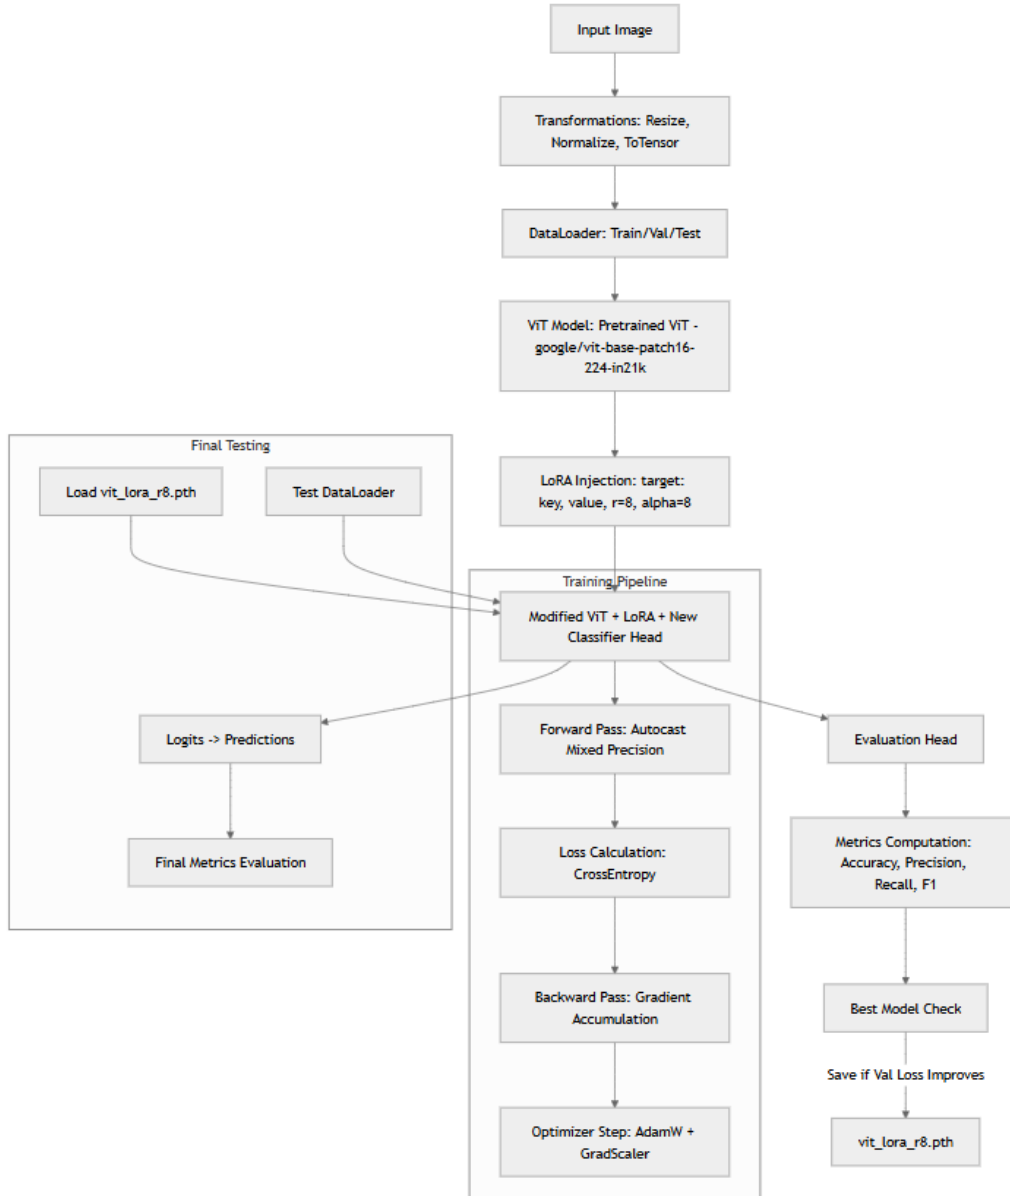 Input Image
Transformations: Resize,
Normalize, ToTensor
DataLoader: Train/Val/Test
ViT Model: Pretrained ViT -
google/vit-base-patch16-
224-in21k
LoRA Injection: target:
key, value, r=8, alpha=8
Final Testing
Load vit_lora_r8.pth
Test DataLoader
Logits -> Predictions
Final Metrics Evaluation
Training Pipeline
Modified ViT + LoRA + New
Classifier Head
Forward Pass: Autocast
Mixed Precision
Loss Calculation:
CrossEntropy
Backward Pass: Gradient
Accumulation
Optimizer Step: AdamW +
GradScaler
Evaluation Head
Metrics Computation:
Accuracy, Precision,
Recall, F1
Best Model Check
Save if Val Loss Improves
vit_lora_r8.pth